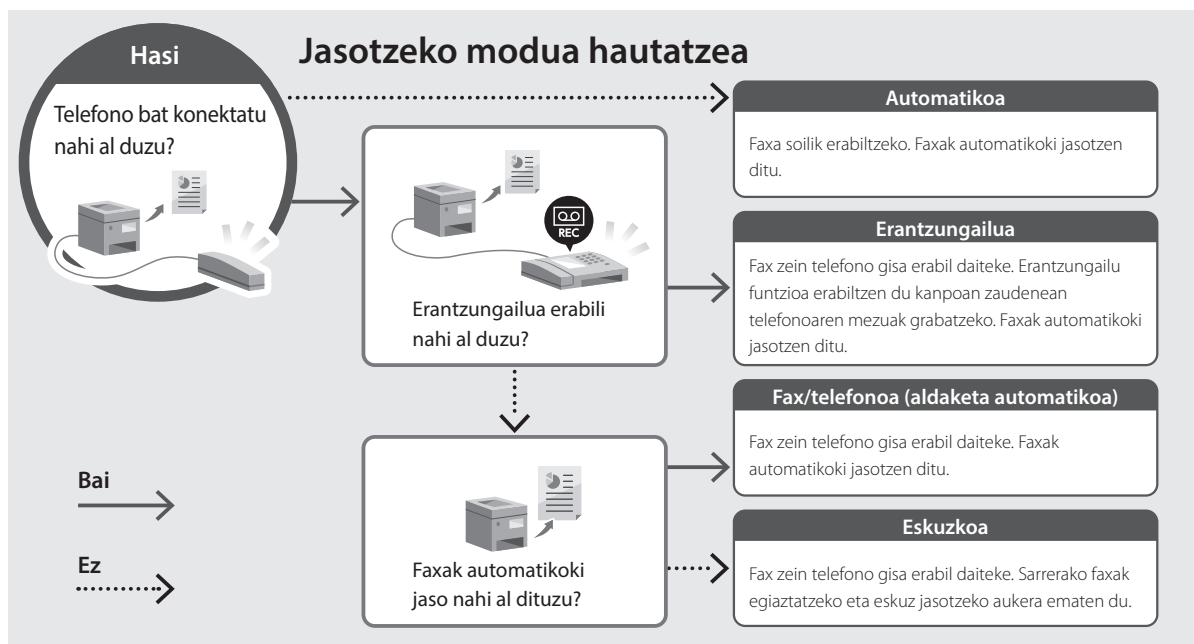 Hasi
Jasotzeko modua hautatzea
Telefono bat konektatu
nahi al duzu?
Automatikoa
Faxa soilik erabiltzeko. Faxak automatikoki jasotzen
ditu.
REC
Erantzungailua erabili
nahi al duzu?
Erantzungailua
Fax zein telefono gisa erabil daiteke. Erantzungailu
funtzioa erabiltzen du kanpoan zaudenean
telefonoaren mezuak grabatzeko. Faxak automatikoki
jasotzen ditu.
Fax/telefonoa (aldaketa automatikoa)
Fax zein telefono gisa erabil daiteke. Faxak
automatikoki jasotzen ditu.
Bai
Ez
Faxak automatikoki
jaso nahi al dituzu?
Eskuzkoa
Fax zein telefono gisa erabil daiteke. Sarrerako faxak
egiaztatzeko eta eskuz jasotzeko aukera ematen du.